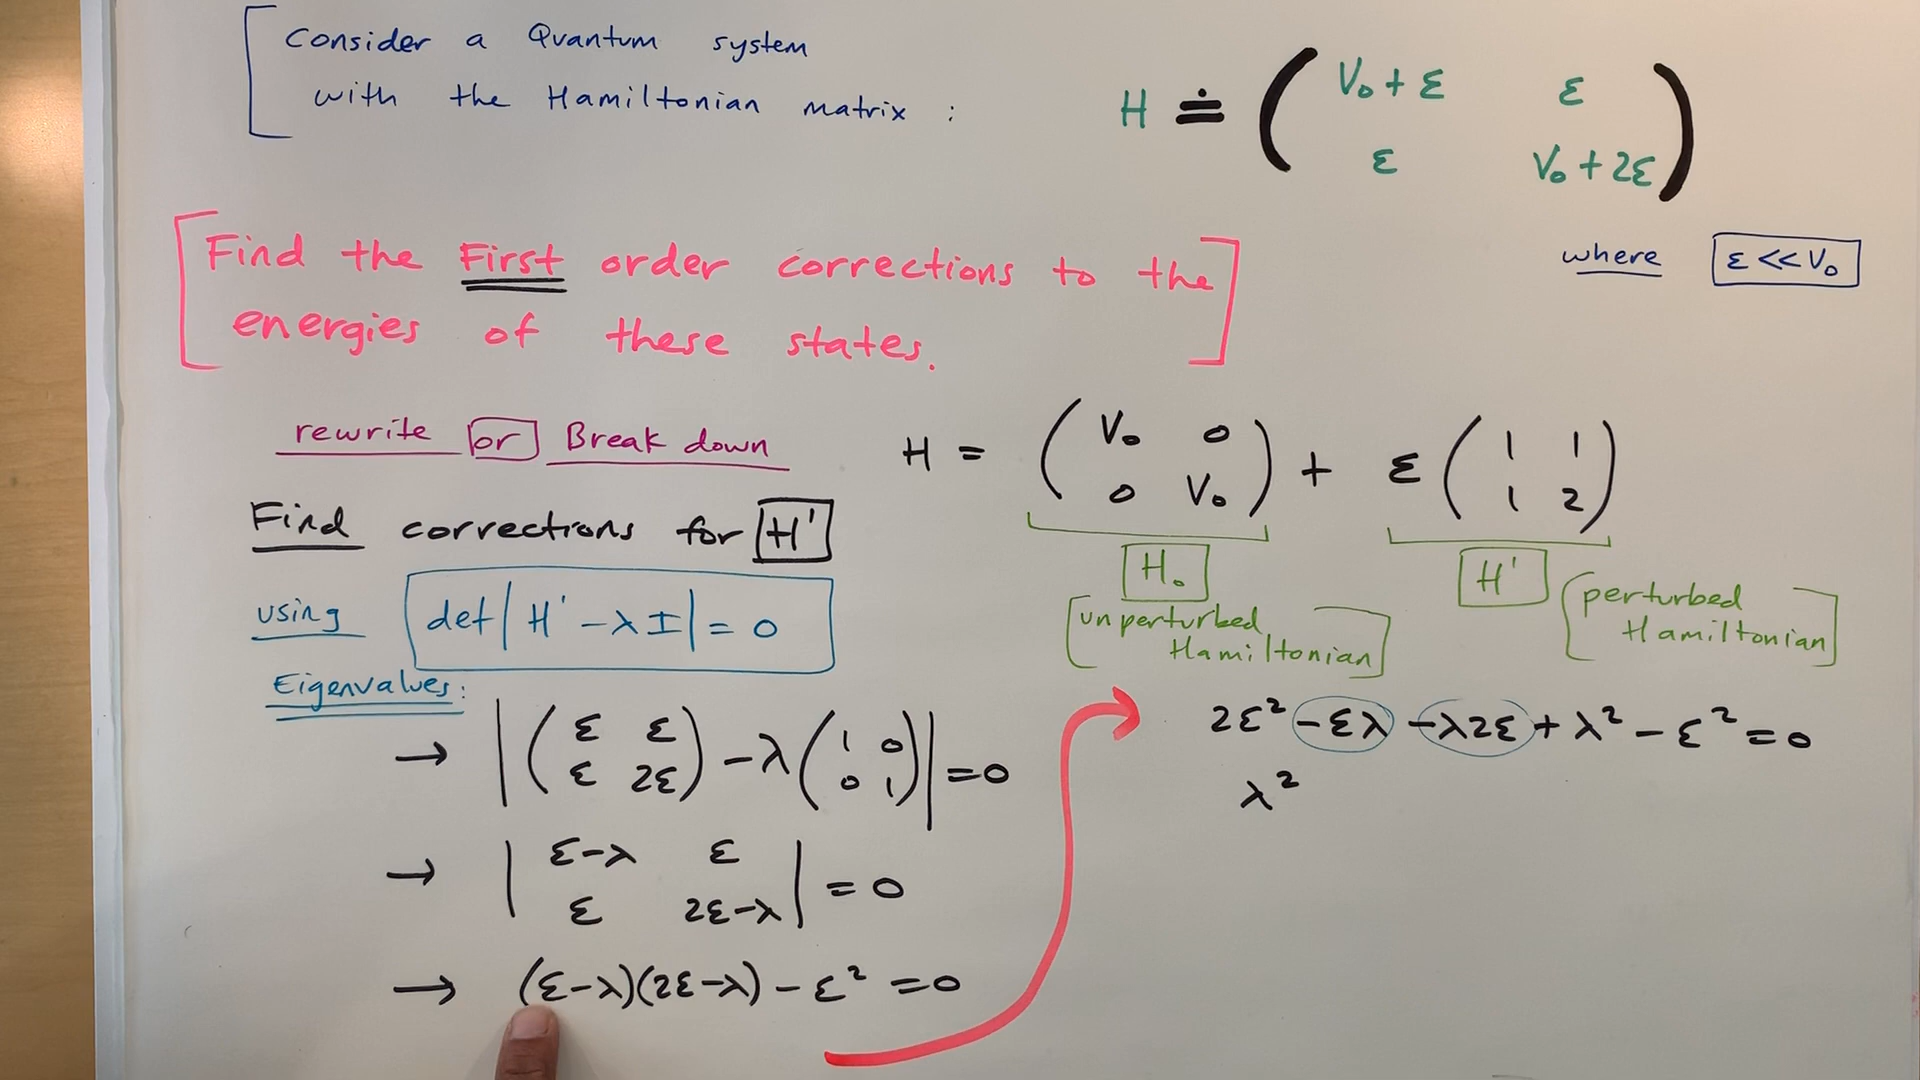 Consider a Quantum system
with the Hamiltonian matrix :
H ≐ ( V₀ + ε   ε
ε   V₀ + 2ε )
where ε << V₀
Find the First order corrections to the
energies of these states.
rewrite or Break down
H = ( V₀ 0
0 V₀ ) + ε ( 1 1
1 2 )
H₀
unperturbed
Hamiltonian
H'
perturbed
Hamiltonian
Find corrections for H'
using det| H' - λI | = 0
Eigenvalues:
→ | ( ε ε
ε 2ε ) - λ ( 1 0
0 1 ) | = 0
→ | ε-λ ε
ε 2ε-λ | = 0
→ (ε-λ)(2ε-λ) - ε² = 0
2ε² - ελ - λ2ε + λ² - ε² = 0
λ²